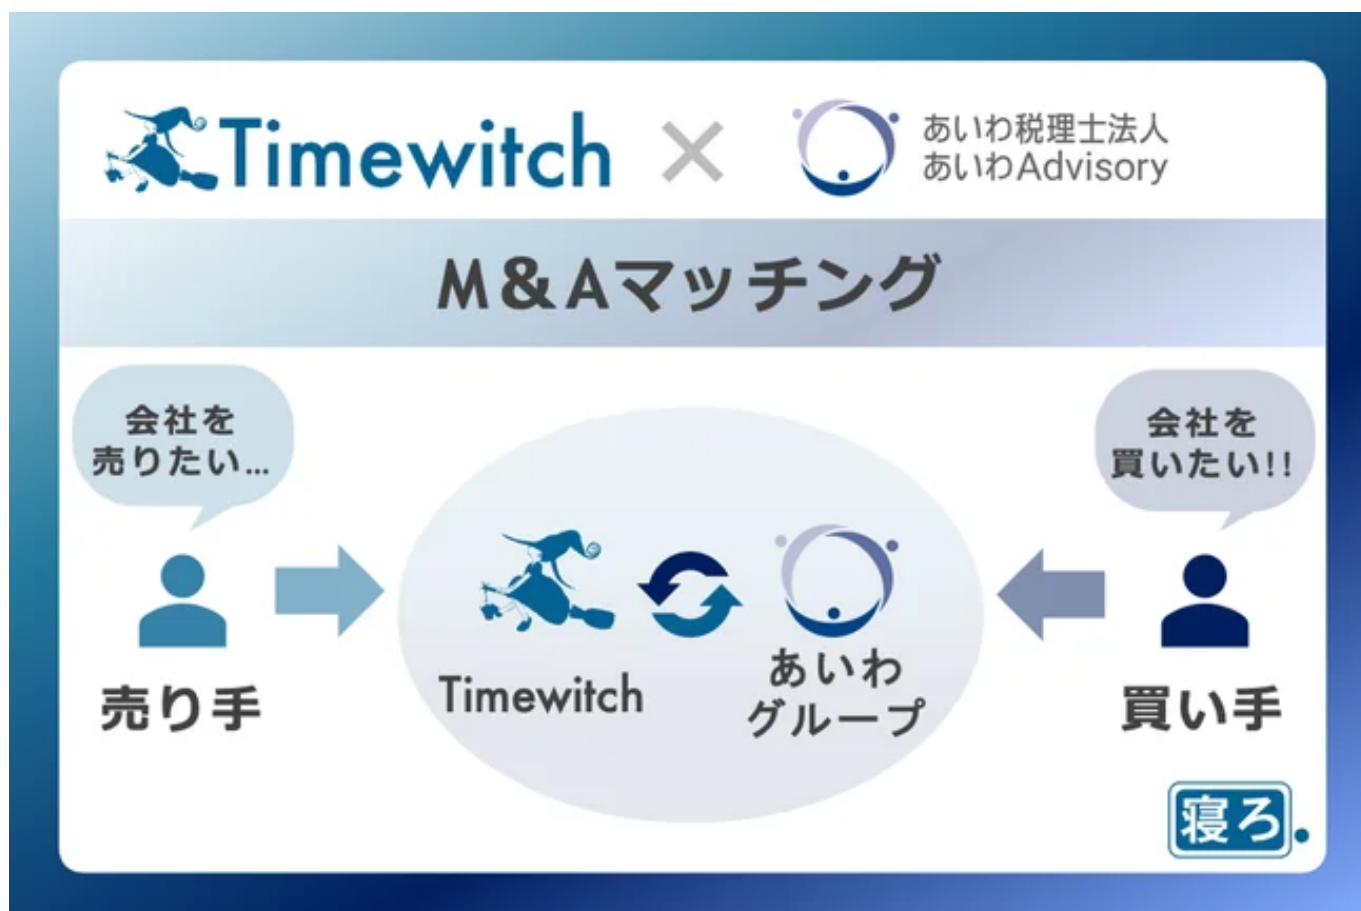 Timewitch × あいわ税理士法人
あいわAdvisory
M&Aマッチング
会社を
売りたい...
会社を
買いたい!!
Timewitch
あいわ
グループ
売り手
買い手
寝ろ.